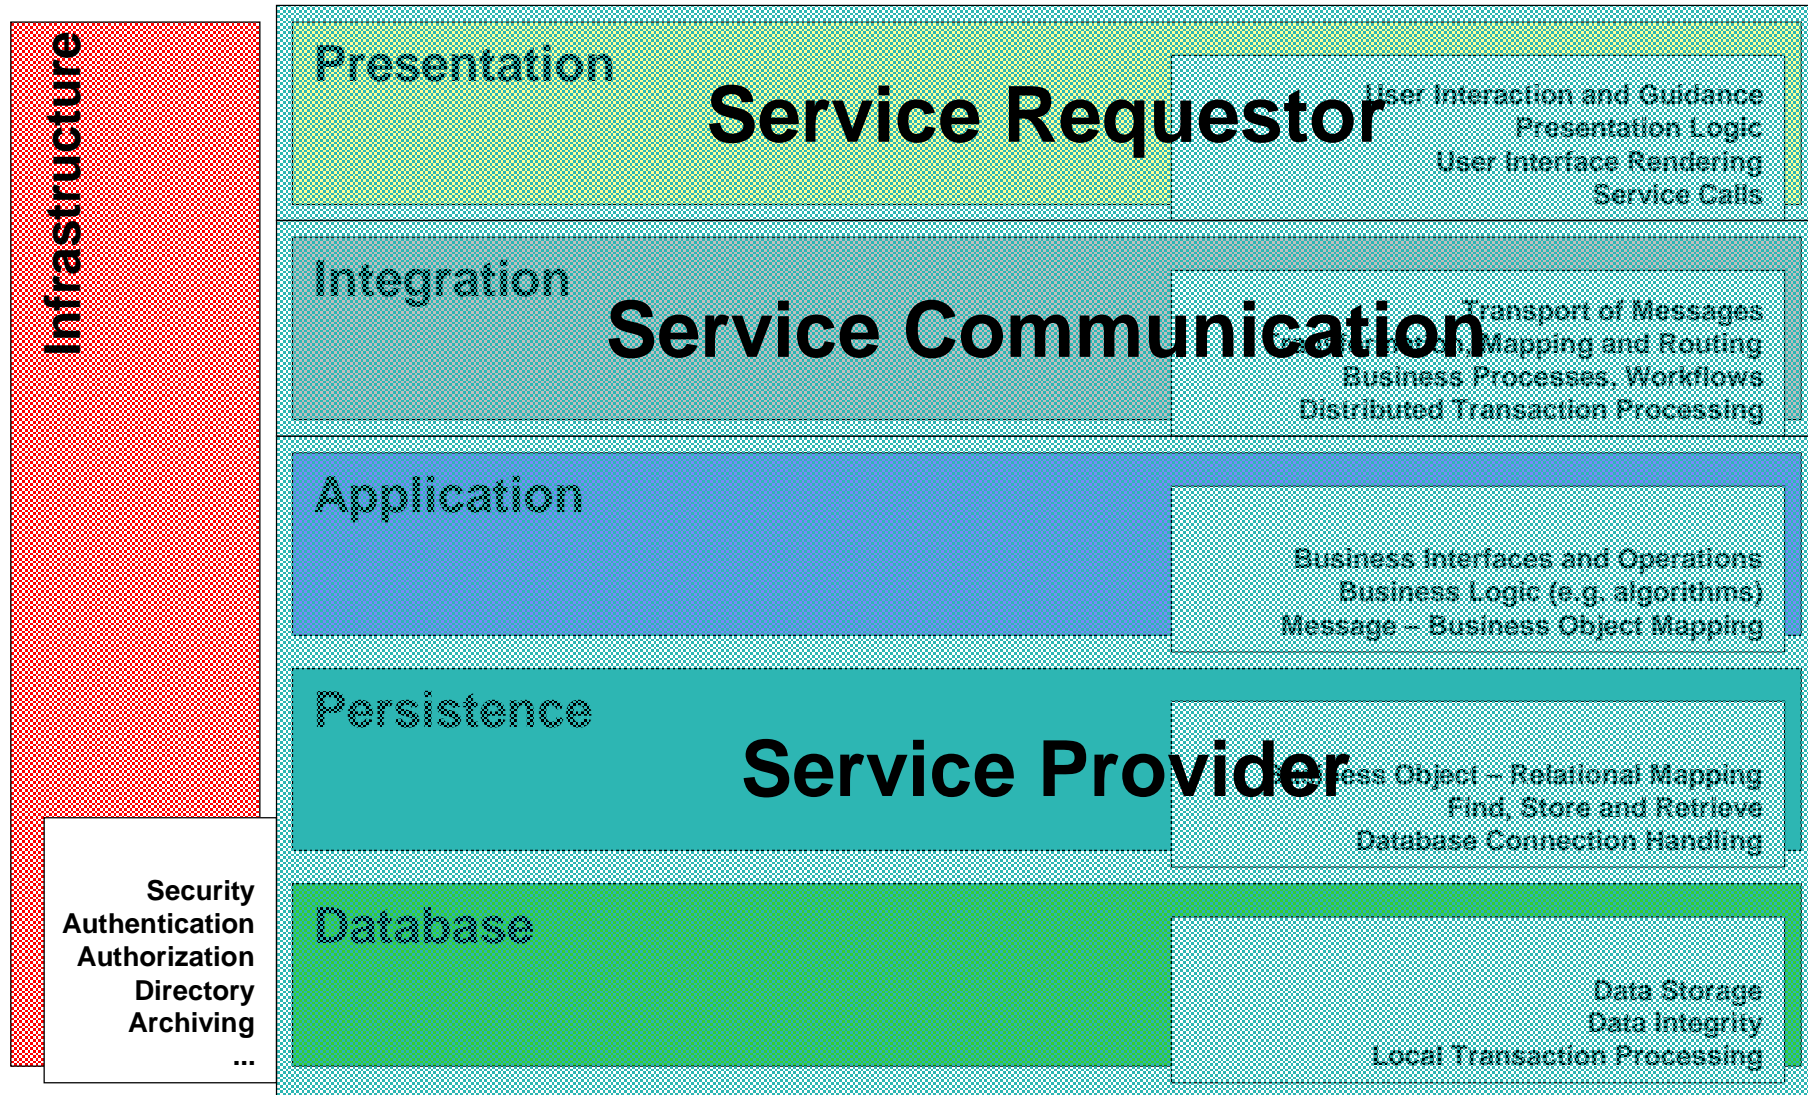 Infrastructure
Presentation
Service Requestor
User Interaction and Guidance
Presentation Logic
User Interface Rendering
Service Calls
Integration
Service Communication
Transport of Messages
Mapping and Routing
Business Processes, Workflows
Distributed Transaction Processing
Application
Business Interfaces and Operations
Business Logic (e.g. algorithms)
Message – Business Object Mapping
Persistence
Service Provider
Business Object – Relational Mapping
Find, Store and Retrieve
Database Connection Handling
Security
Authentication
Authorization
Directory
Archiving
...
Database
Data Storage
Data Integrity
Local Transaction Processing